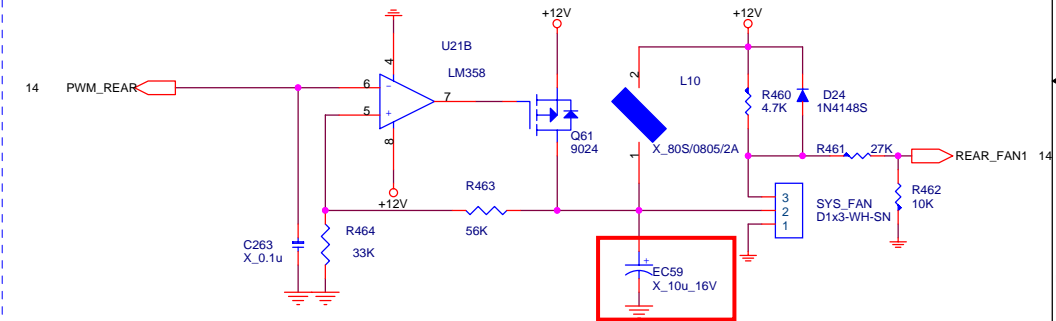 +12V
+12V
U21B
LM358
4
14 PWM_REAR
6
5
7
8
-
+
+12V
Q61
9024
2
L10
1
X_80S/0805/2A
R460
4.7K
D24
1N4148S
R461
27K
REAR_FAN1 14
R462
10K
R463
56K
3
2
1
SYS_FAN
D1x3-WH-SN
C263
X_0.1u
R464
33K
+
EC59
X_10u_16V